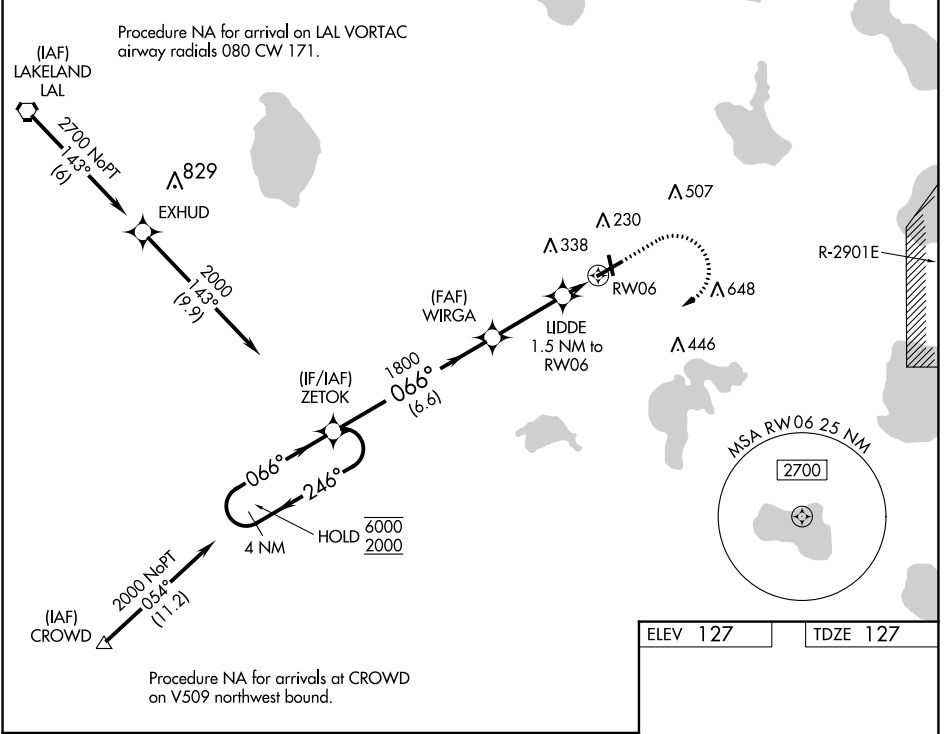 Procedure NA for arrival on LAL VORTAC
airway radials 080 CW 171.
(IAF)
LAKELAND
LAL
2700 NoPT
143°
(6)
829
EXHUD
2000
143°
(9.9)
507
230
338
R-2901E
RW06
648
(FAF)
WIRGA
LIDDE
1.5 NM to
RW06
446
1800
066°
(6.6)
(IF/IAF)
ZETOK
MSA RW06 25 NM
2700
066°
246°
HOLD
6000
2000
4 NM
2000 NoPT
054°
(11.2)
(IAF)
CROWD
ELEV 127
TDZE 127
Procedure NA for arrivals at CROWD
on V509 northwest bound.